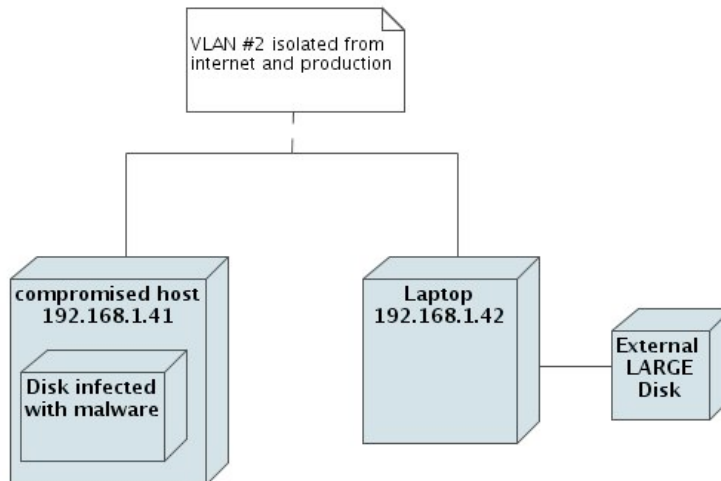 VLAN #2 isolated from
internet and production
compromised host
192.168.1.41
Disk infected
with malware
Laptop
192.168.1.42
External
LARGE
Disk